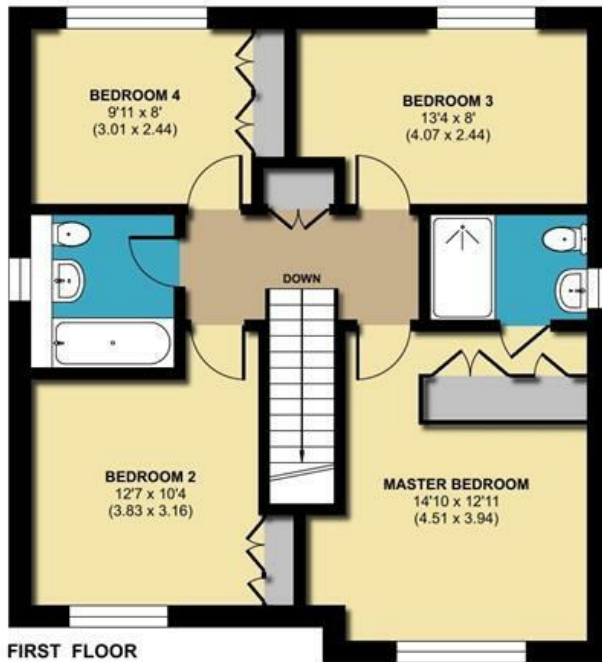 BEDROOM 4
9'11 x 8'
(3.01 x 2.44)
BEDROOM 3
13'4 x 8'
(4.07 x 2.44)
DOWN
BEDROOM 2
12'7 x 10'4
(3.83 x 3.16)
MASTER BEDROOM
14'10 x 12'11
(4.51 x 3.94)
FIRST FLOOR